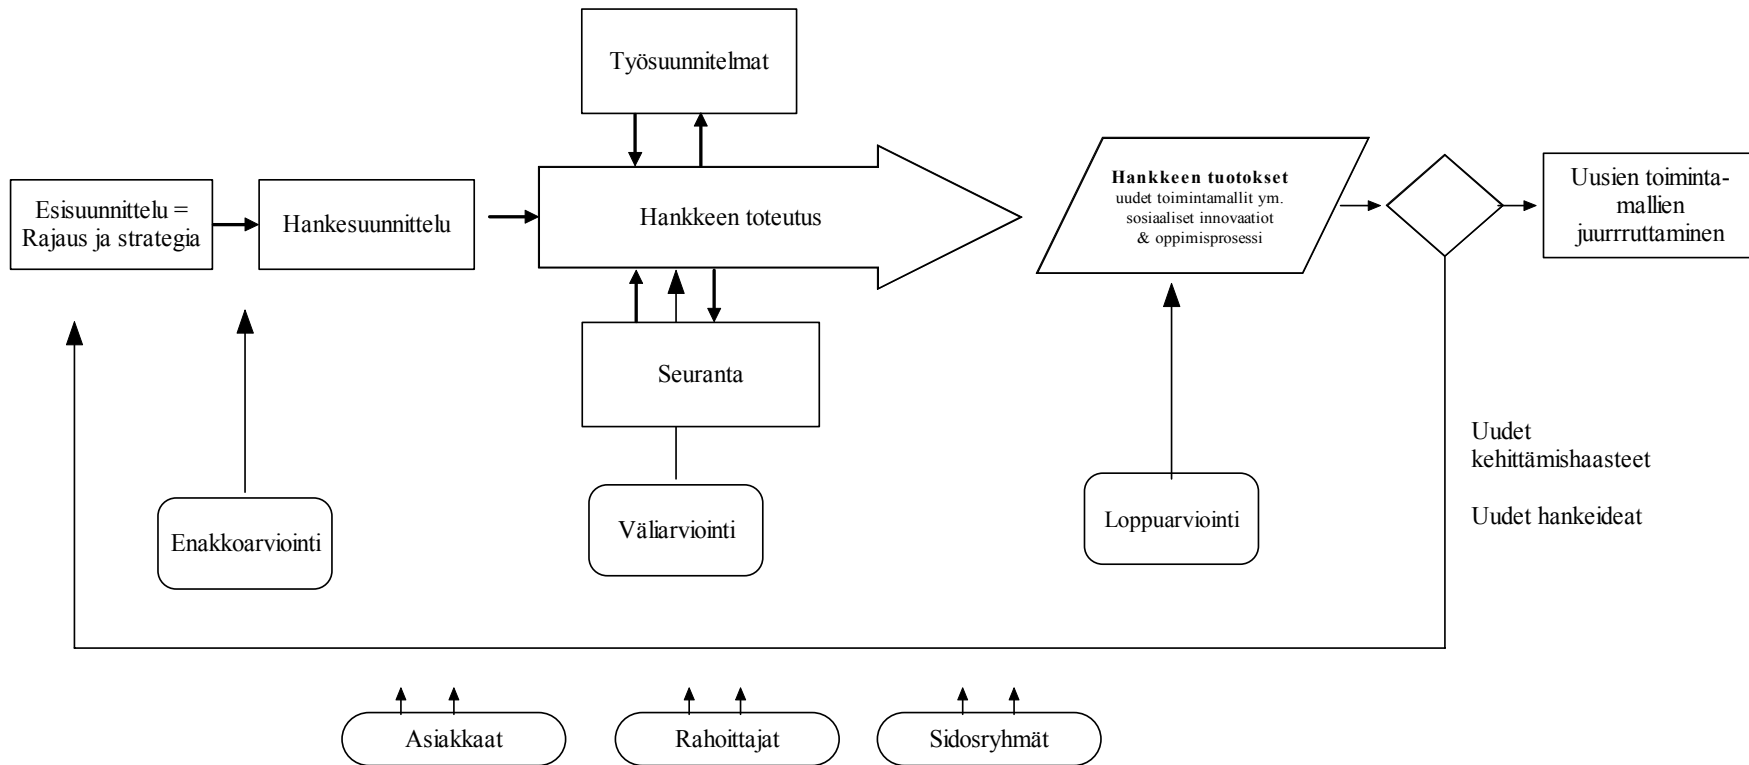 Työsuunnitelmat
Esisuunnittelu =
Rajaus ja strategia
Hankesuunnittelu
Hankkeen toteutus
Hankkeen tuotokset
uudet toimintamallit ym.
sosiaaliset innovaatiot
& oppimisprosessi
Uusien toiminta-
mallien
juurrruttaminen
Seuranta
Uudet
kehittämishaasteet
Uudet hankeideat
Enakkoarviointi
Väliarviointi
Loppuarviointi
Asiakkaat
Rahoittajat
Sidosryhmät